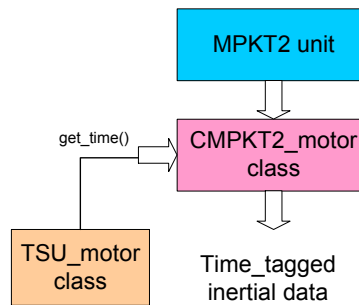 MPKT2 unit
get_time()
CMPKT2_motor
class
TSU_motor
class
Time_tagged
inertial data